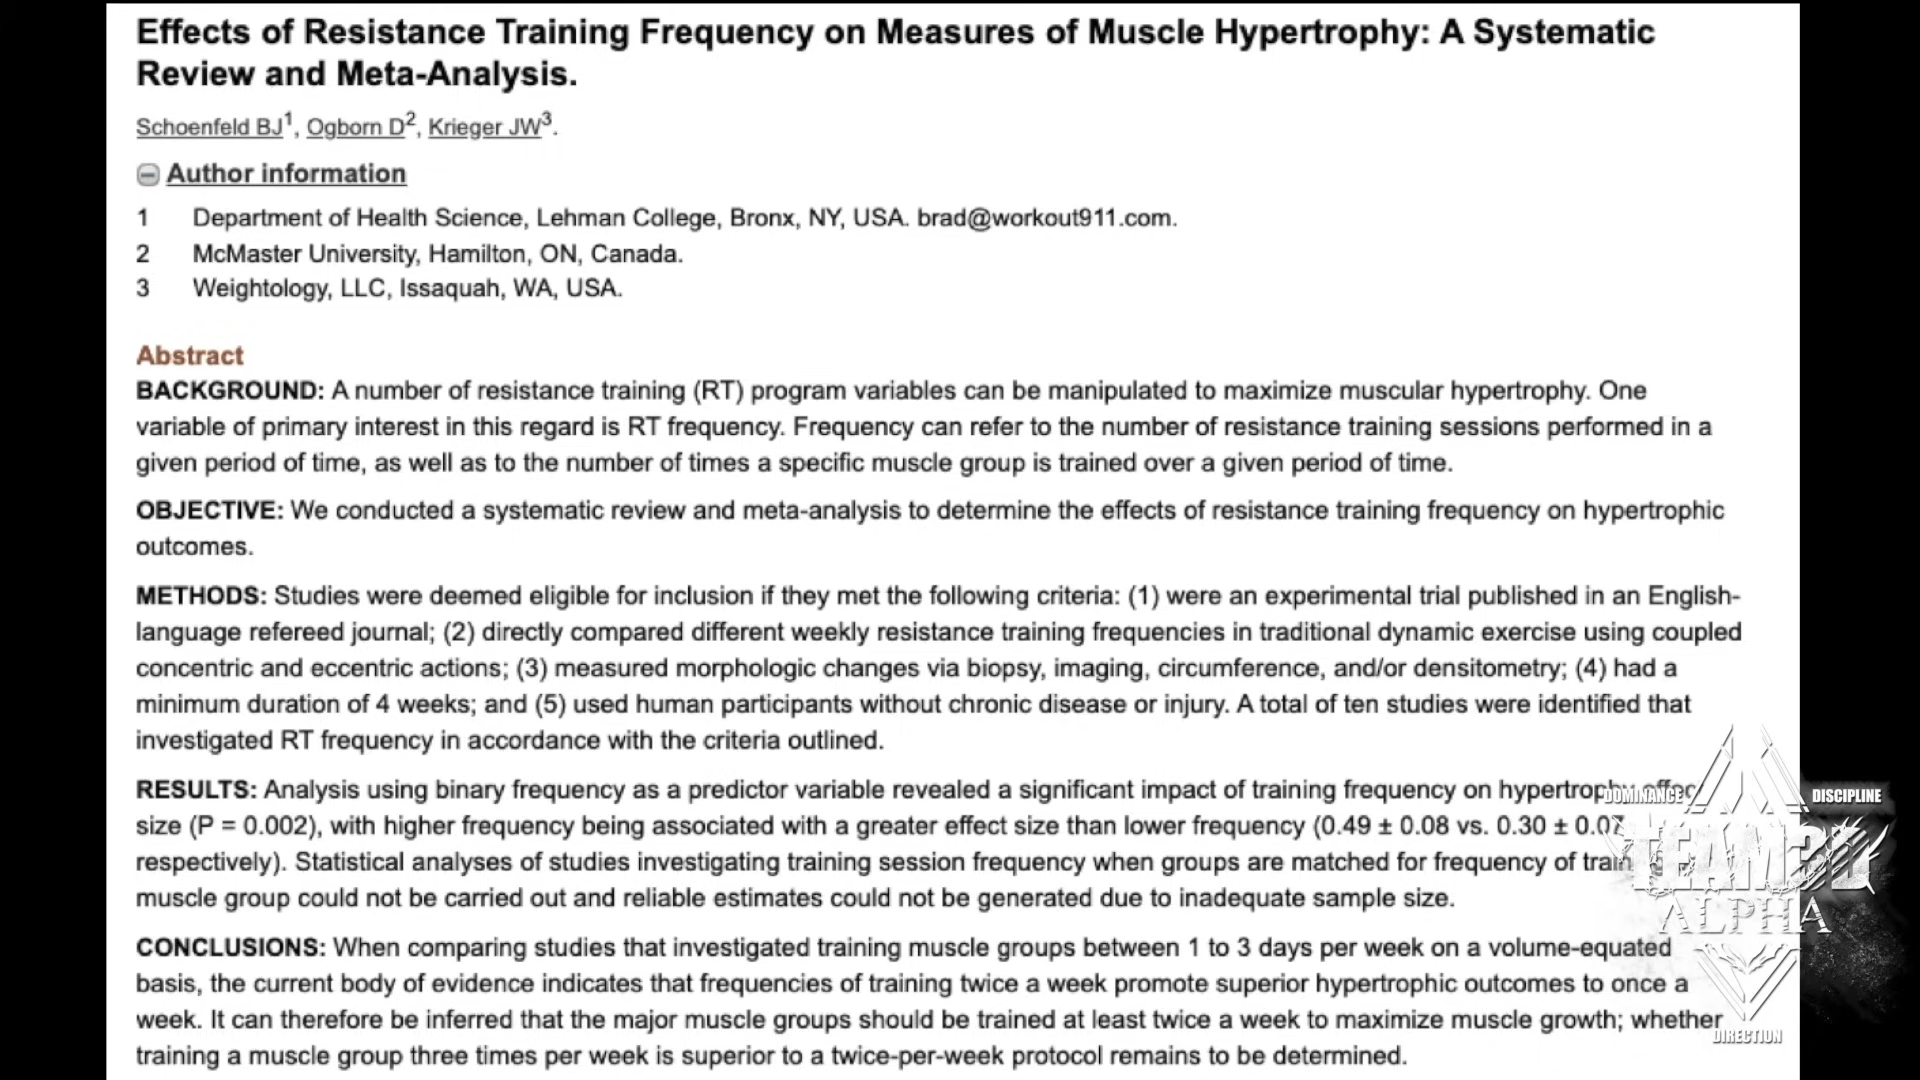 Effects of Resistance Training Frequency on Measures of Muscle Hypertrophy: A Systematic
Review and Meta-Analysis.
Schoenfeld BJ1, Ogborn D2, Krieger JW3.
Author information
1 Department of Health Science, Lehman College, Bronx, NY, USA. brad@workout911.com.
2 McMaster University, Hamilton, ON, Canada.
3 Weightology, LLC, Issaquah, WA, USA.
Abstract
BACKGROUND: A number of resistance training (RT) program variables can be manipulated to maximize muscular hypertrophy. One
variable of primary interest in this regard is RT frequency. Frequency can refer to the number of resistance training sessions performed in a
given period of time, as well as to the number of times a specific muscle group is trained over a given period of time.
OBJECTIVE: We conducted a systematic review and meta-analysis to determine the effects of resistance training frequency on hypertrophic
outcomes.
METHODS: Studies were deemed eligible for inclusion if they met the following criteria: (1) were an experimental trial published in an English-
language refereed journal; (2) directly compared different weekly resistance training frequencies in traditional dynamic exercise using coupled
concentric and eccentric actions; (3) measured morphologic changes via biopsy, imaging, circumference, and/or densitometry; (4) had a
minimum duration of 4 weeks; and (5) used human participants without chronic disease or injury. A total of ten studies were identified that
investigated RT frequency in accordance with the criteria outlined.
RESULTS: Analysis using binary frequency as a predictor variable revealed a significant impact of training frequency on
size (P = 0.002), with higher frequency being associated with a greater effect size than lower frequency (0.49 ± 0.08 vs. 0.30 ±
respectively). Statistical analyses of studies investigating training session frequency when groups are matched for frequency of
muscle group could not be carried out and reliable estimates could not be generated due to inadequate sample size.
CONCLUSIONS: When comparing studies that investigated training muscle groups between 1 to 3 days per week on a volume-equated
basis, the current body of evidence indicates that frequencies of training twice a week promote superior hypertrophic outcomes to once a
week. It can therefore be inferred that the major muscle groups should be trained at least twice a week to maximize muscle growth; whether
training a muscle group three times per week is superior to a twice-per-week protocol remains to be determined.
DOMINANCE DISCIPLINE
TEAM3D
ALPHA
DIRECTION